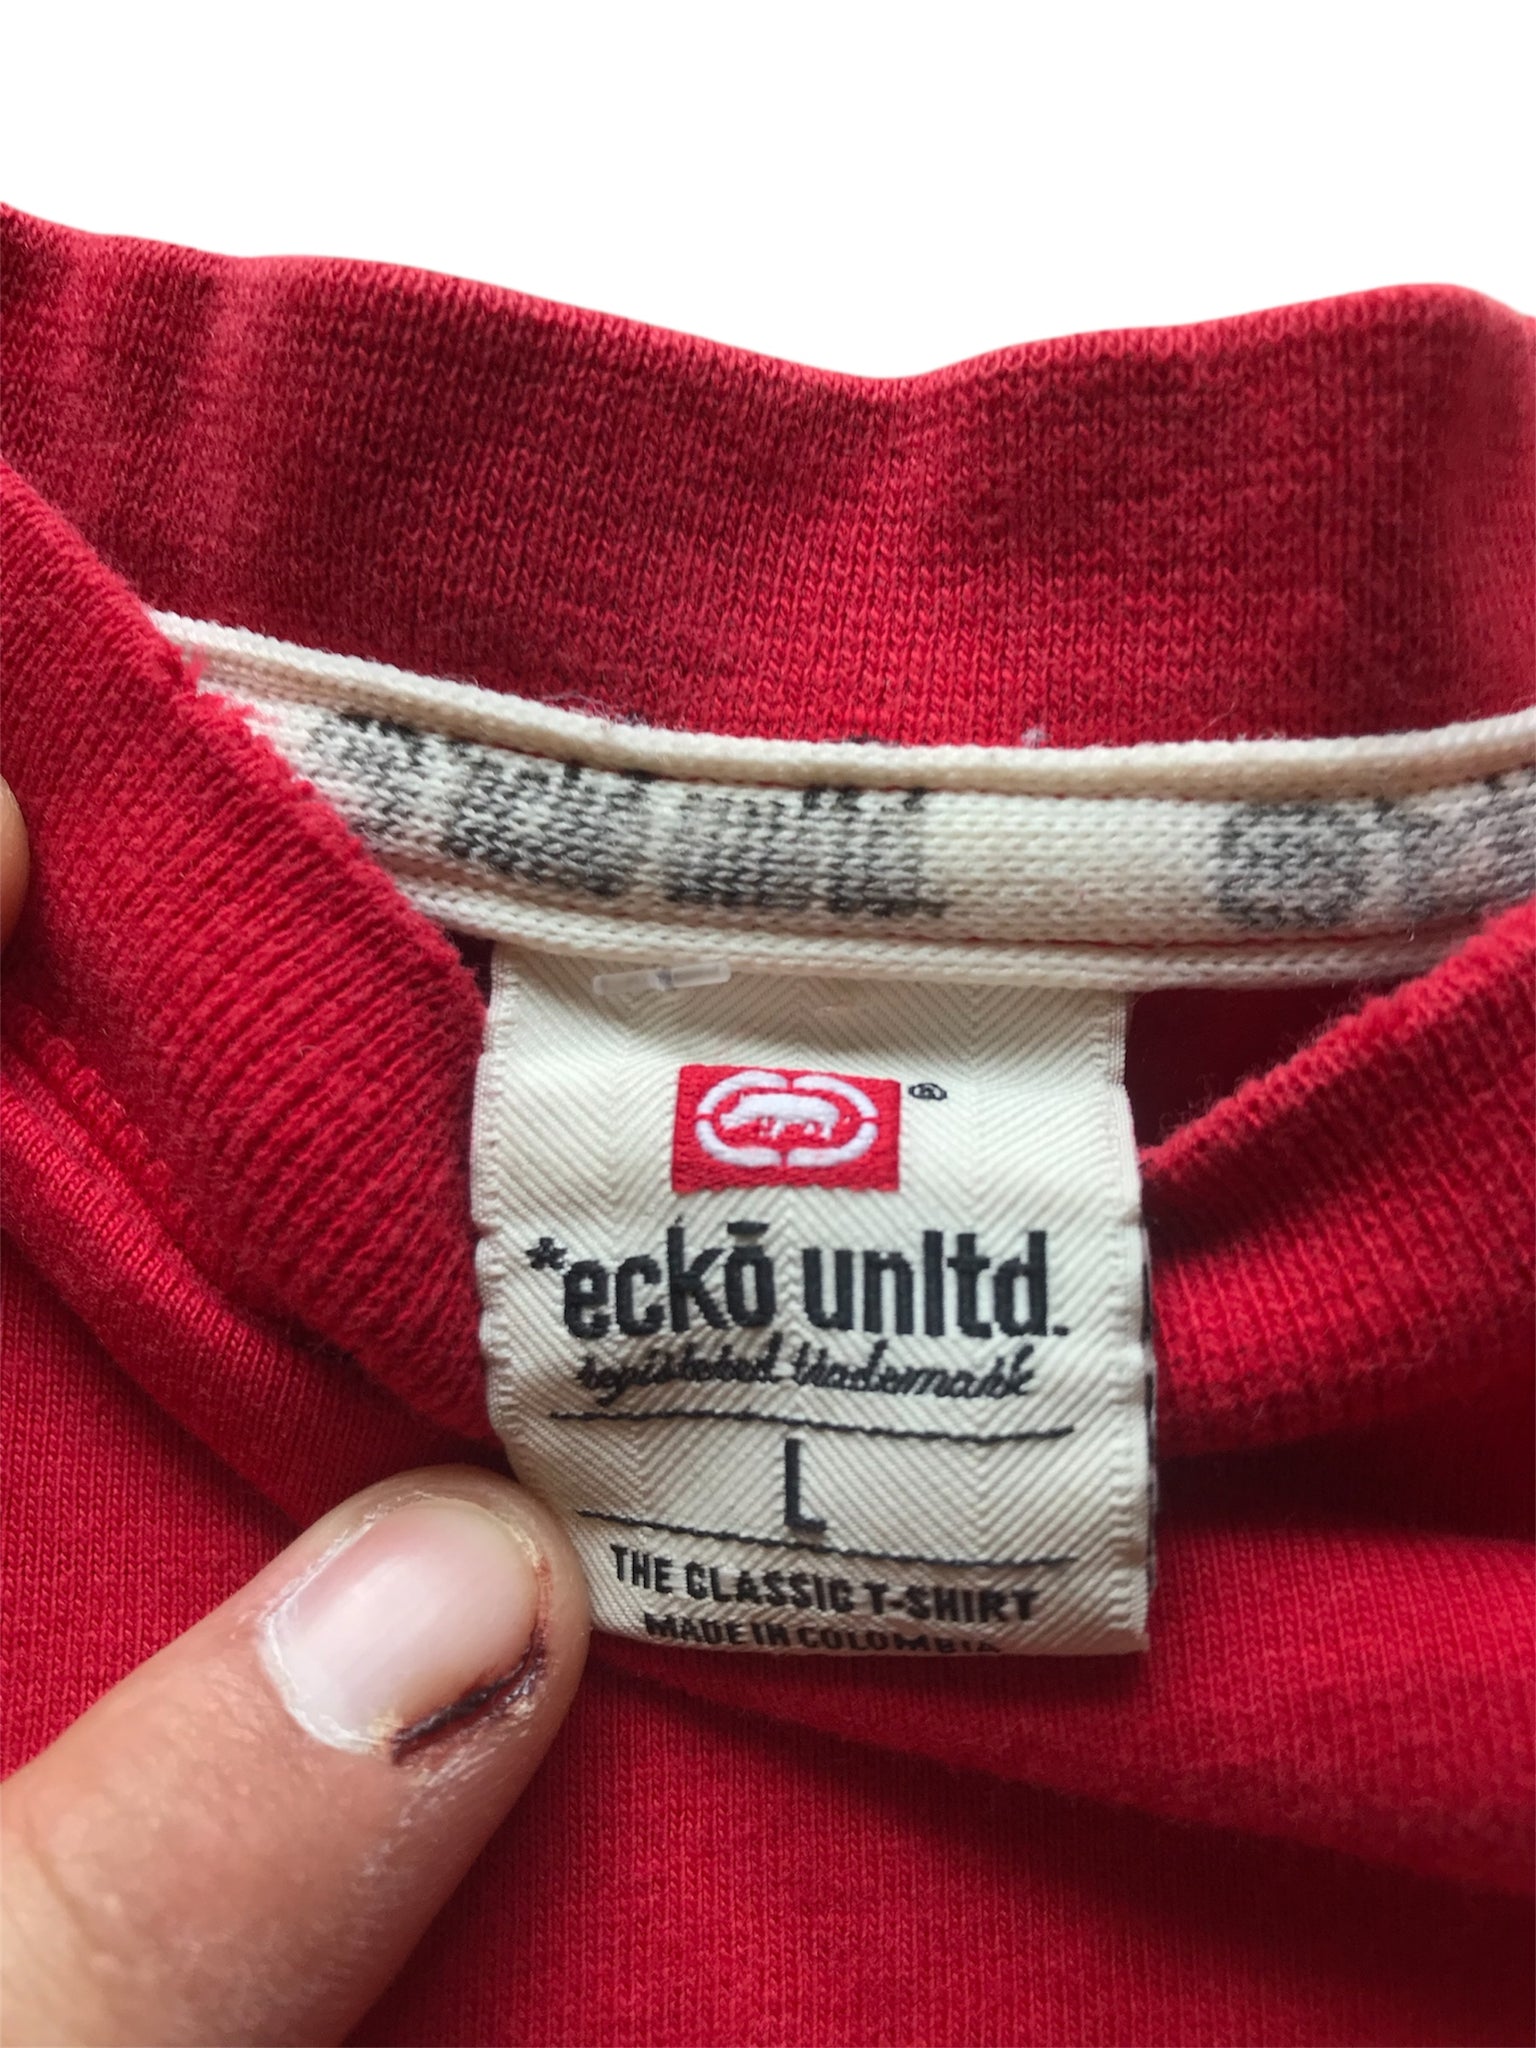 ®
*eckō unltd.
registered trademark
L
THE CLASSIC T-SHIRT
MADE IN COLOMBIA